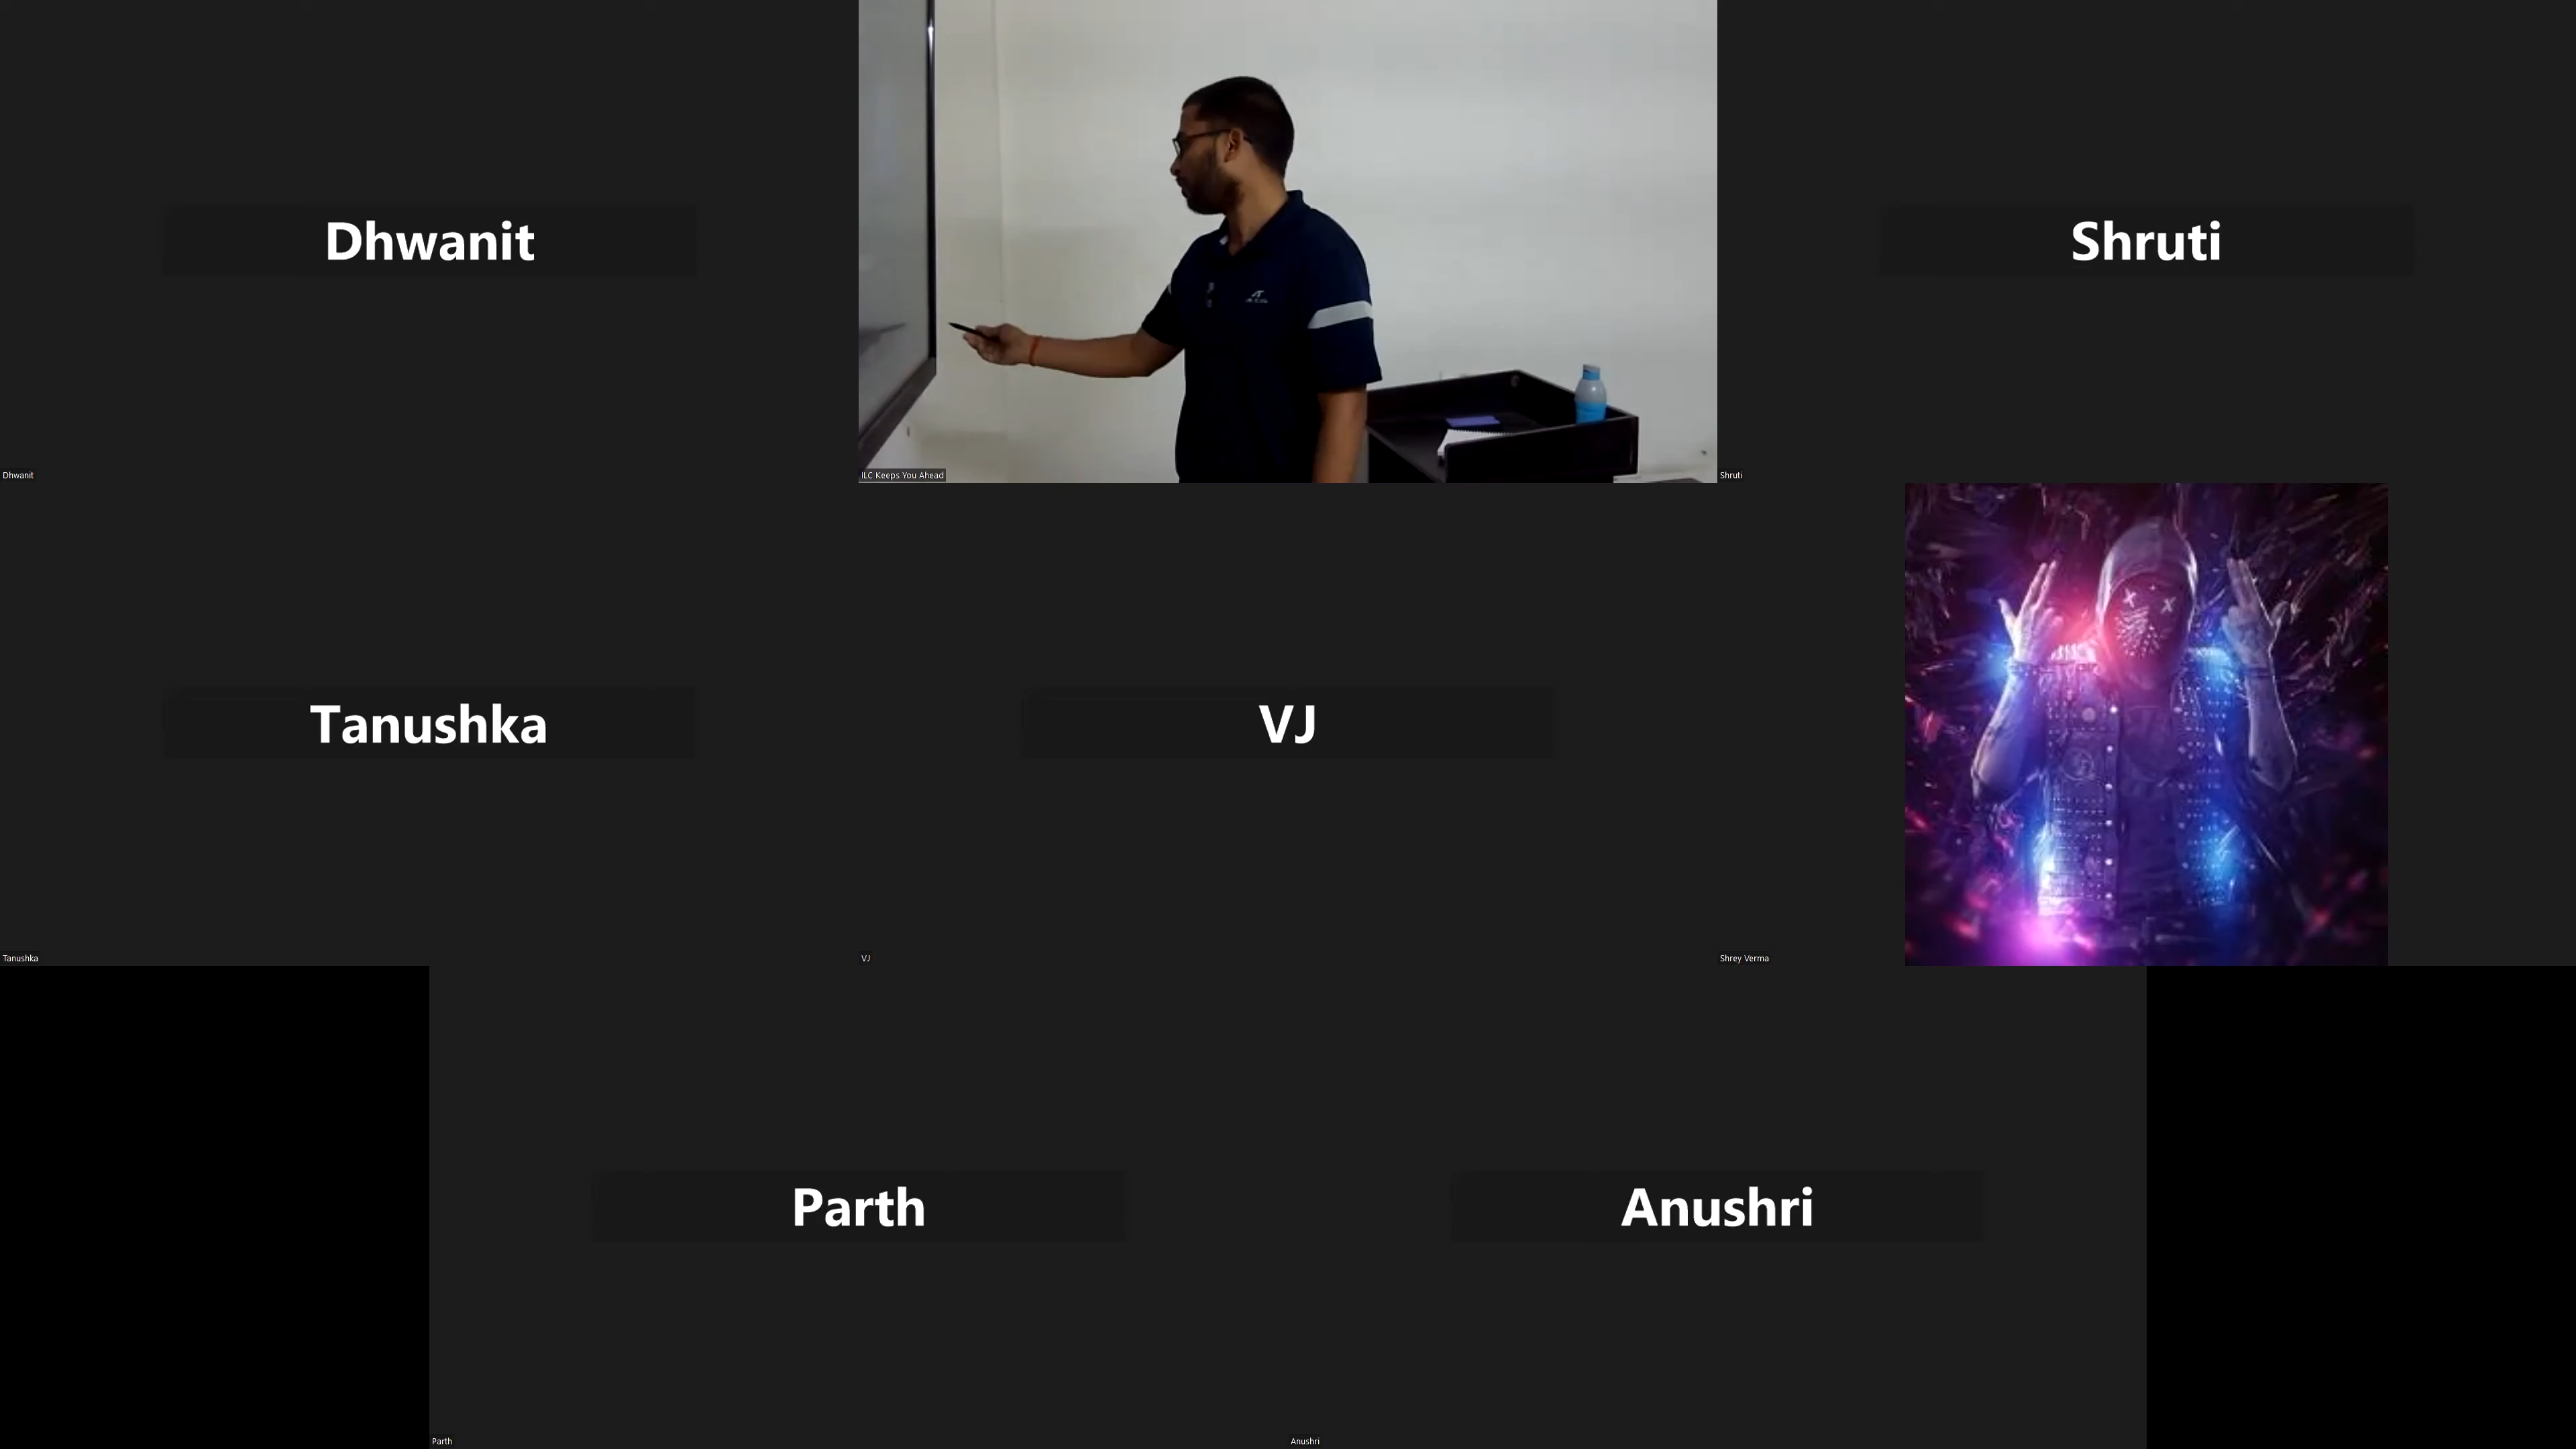 Dhwanit
Shruti
Dhwanit
ILC Keeps You Ahead
Shruti
Tanushka
VJ
Tanushka
VJ
Shrey Verma
Parth
Anushri
Parth
Anushri